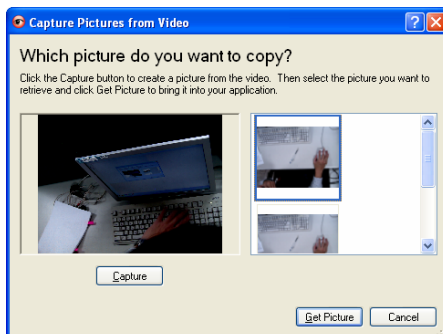 Capture Pictures from Video
Which picture do you want to copy?
Click the Capture button to create a picture from the video.  Then select the picture you want to
retrieve and click Get Picture to bring it into your application.
Capture
Get Picture
Cancel